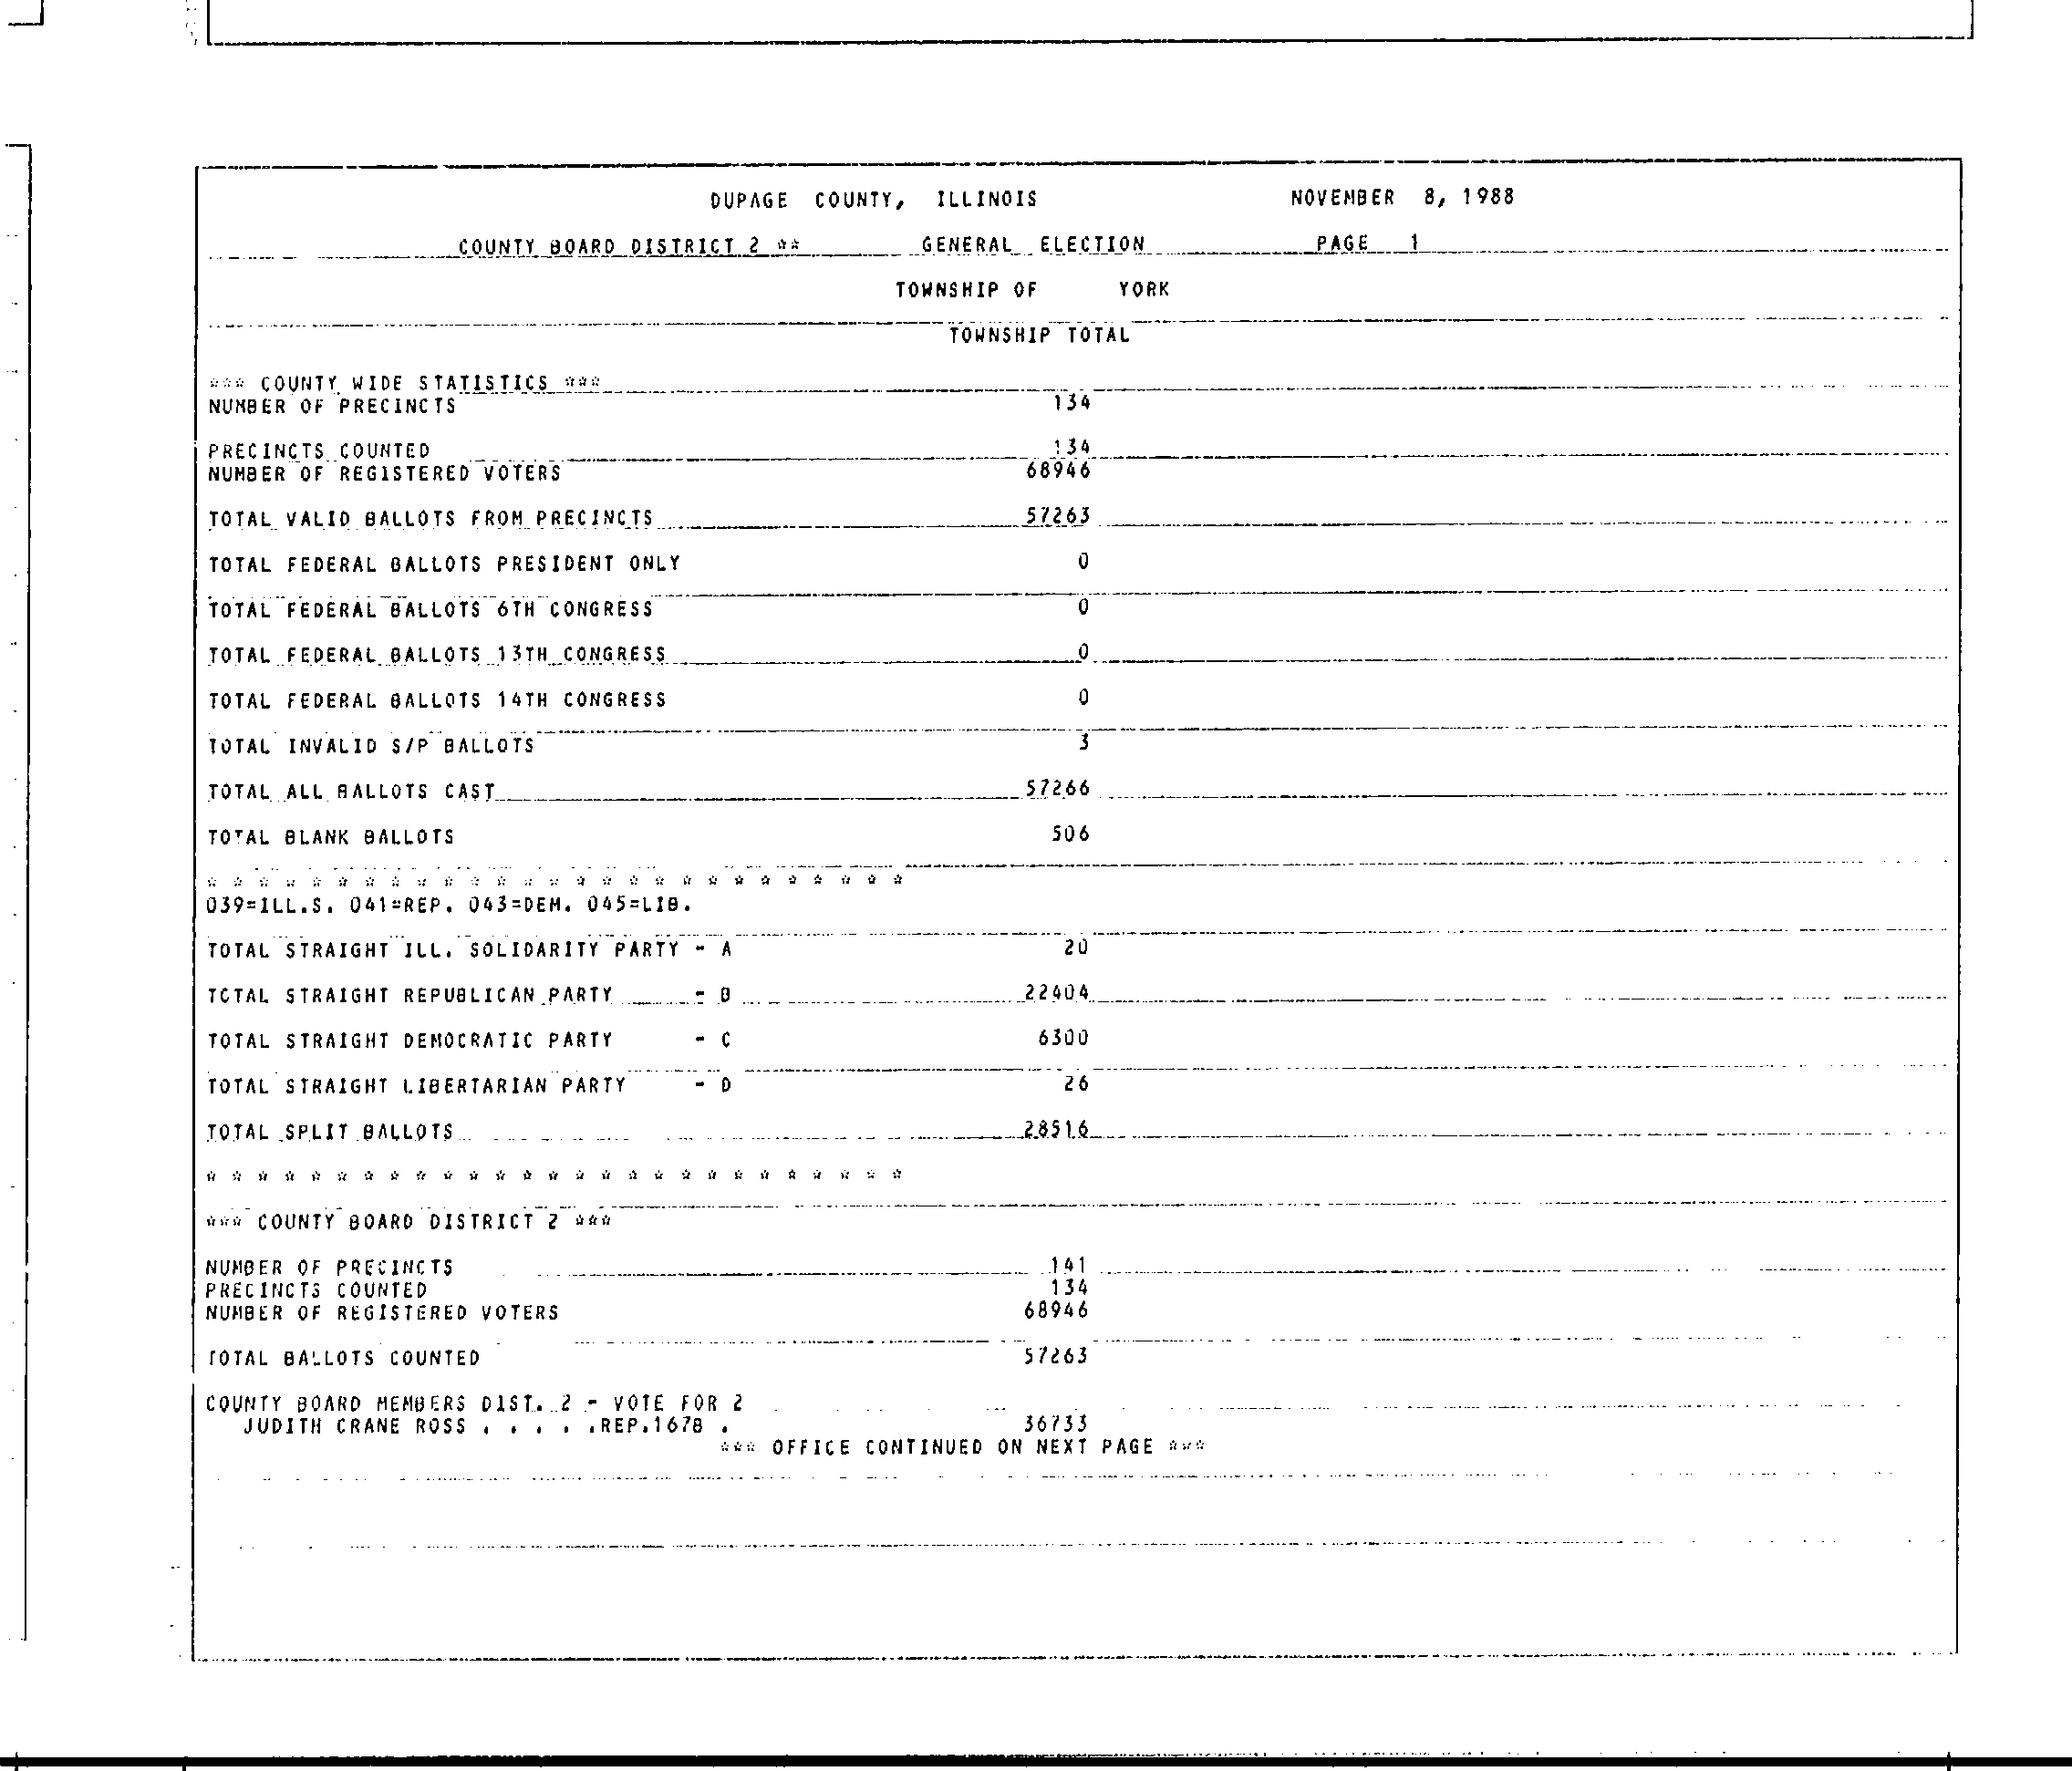 DUPAGE COUNTY, ILLINOIS NOVEMBER 8, 1988
COUNTY BOARD DISTRICT 2 ** GENERAL ELECTION PAGE 1
TOWNSHIP OF YORK
TOWNSHIP TOTAL
*** COUNTY WIDE STATISTICS ***
NUMBER OF PRECINCTS 134
PRECINCTS COUNTED 134
NUMBER OF REGISTERED VOTERS 68946
TOTAL VALID BALLOTS FROM PRECINCTS 57263
TOTAL FEDERAL BALLOTS PRESIDENT ONLY 0
TOTAL FEDERAL BALLOTS 6TH CONGRESS 0
TOTAL FEDERAL BALLOTS 13TH CONGRESS 0
TOTAL FEDERAL BALLOTS 14TH CONGRESS 0
TOTAL INVALID S/P BALLOTS 3
TOTAL ALL BALLOTS CAST 57266
TOTAL BLANK BALLOTS 506
* * * * * * * * * * * * * * * * * * * * * * * * * * *
039=ILL.S. 041=REP. 043=DEM. 045=LIB.
TOTAL STRAIGHT ILL. SOLIDARITY PARTY - A 20
TOTAL STRAIGHT REPUBLICAN PARTY - B 22404
TOTAL STRAIGHT DEMOCRATIC PARTY - C 6300
TOTAL STRAIGHT LIBERTARIAN PARTY - D 26
TOTAL SPLIT BALLOTS 28516
* * * * * * * * * * * * * * * * * * * * * * * * * * *
*** COUNTY BOARD DISTRICT 2 ***
NUMBER OF PRECINCTS 141
PRECINCTS COUNTED 134
NUMBER OF REGISTERED VOTERS 68946
TOTAL BALLOTS COUNTED 57263
COUNTY BOARD MEMBERS DIST. 2 - VOTE FOR 2
JUDITH CRANE ROSS . . . . .REP.1678 . 36733
*** OFFICE CONTINUED ON NEXT PAGE ***